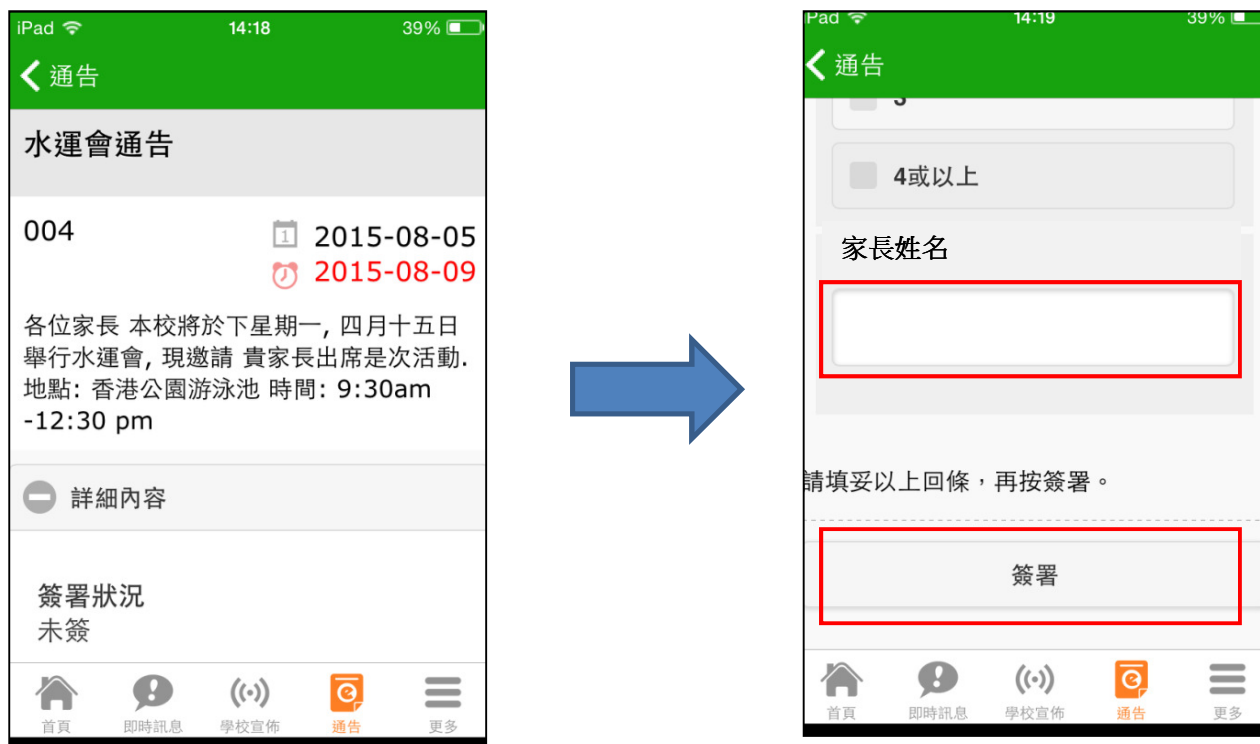 iPad 14:18 39%
通告
水運會通告
004 2015-08-05
2015-08-09
各位家長 本校將於下星期一, 四月十五日
舉行水運會, 現邀請 貴家長出席是次活動.
地點: 香港公園游泳池 時間: 9:30am
-12:30 pm
詳細內容
簽署狀況
未簽
首頁 即時訊息 學校宣佈 通告 更多
iPad 14:19 39%
通告
4或以上
家長姓名
請填妥以上回條，再按簽署。
簽署
首頁 即時訊息 學校宣佈 通告 更多